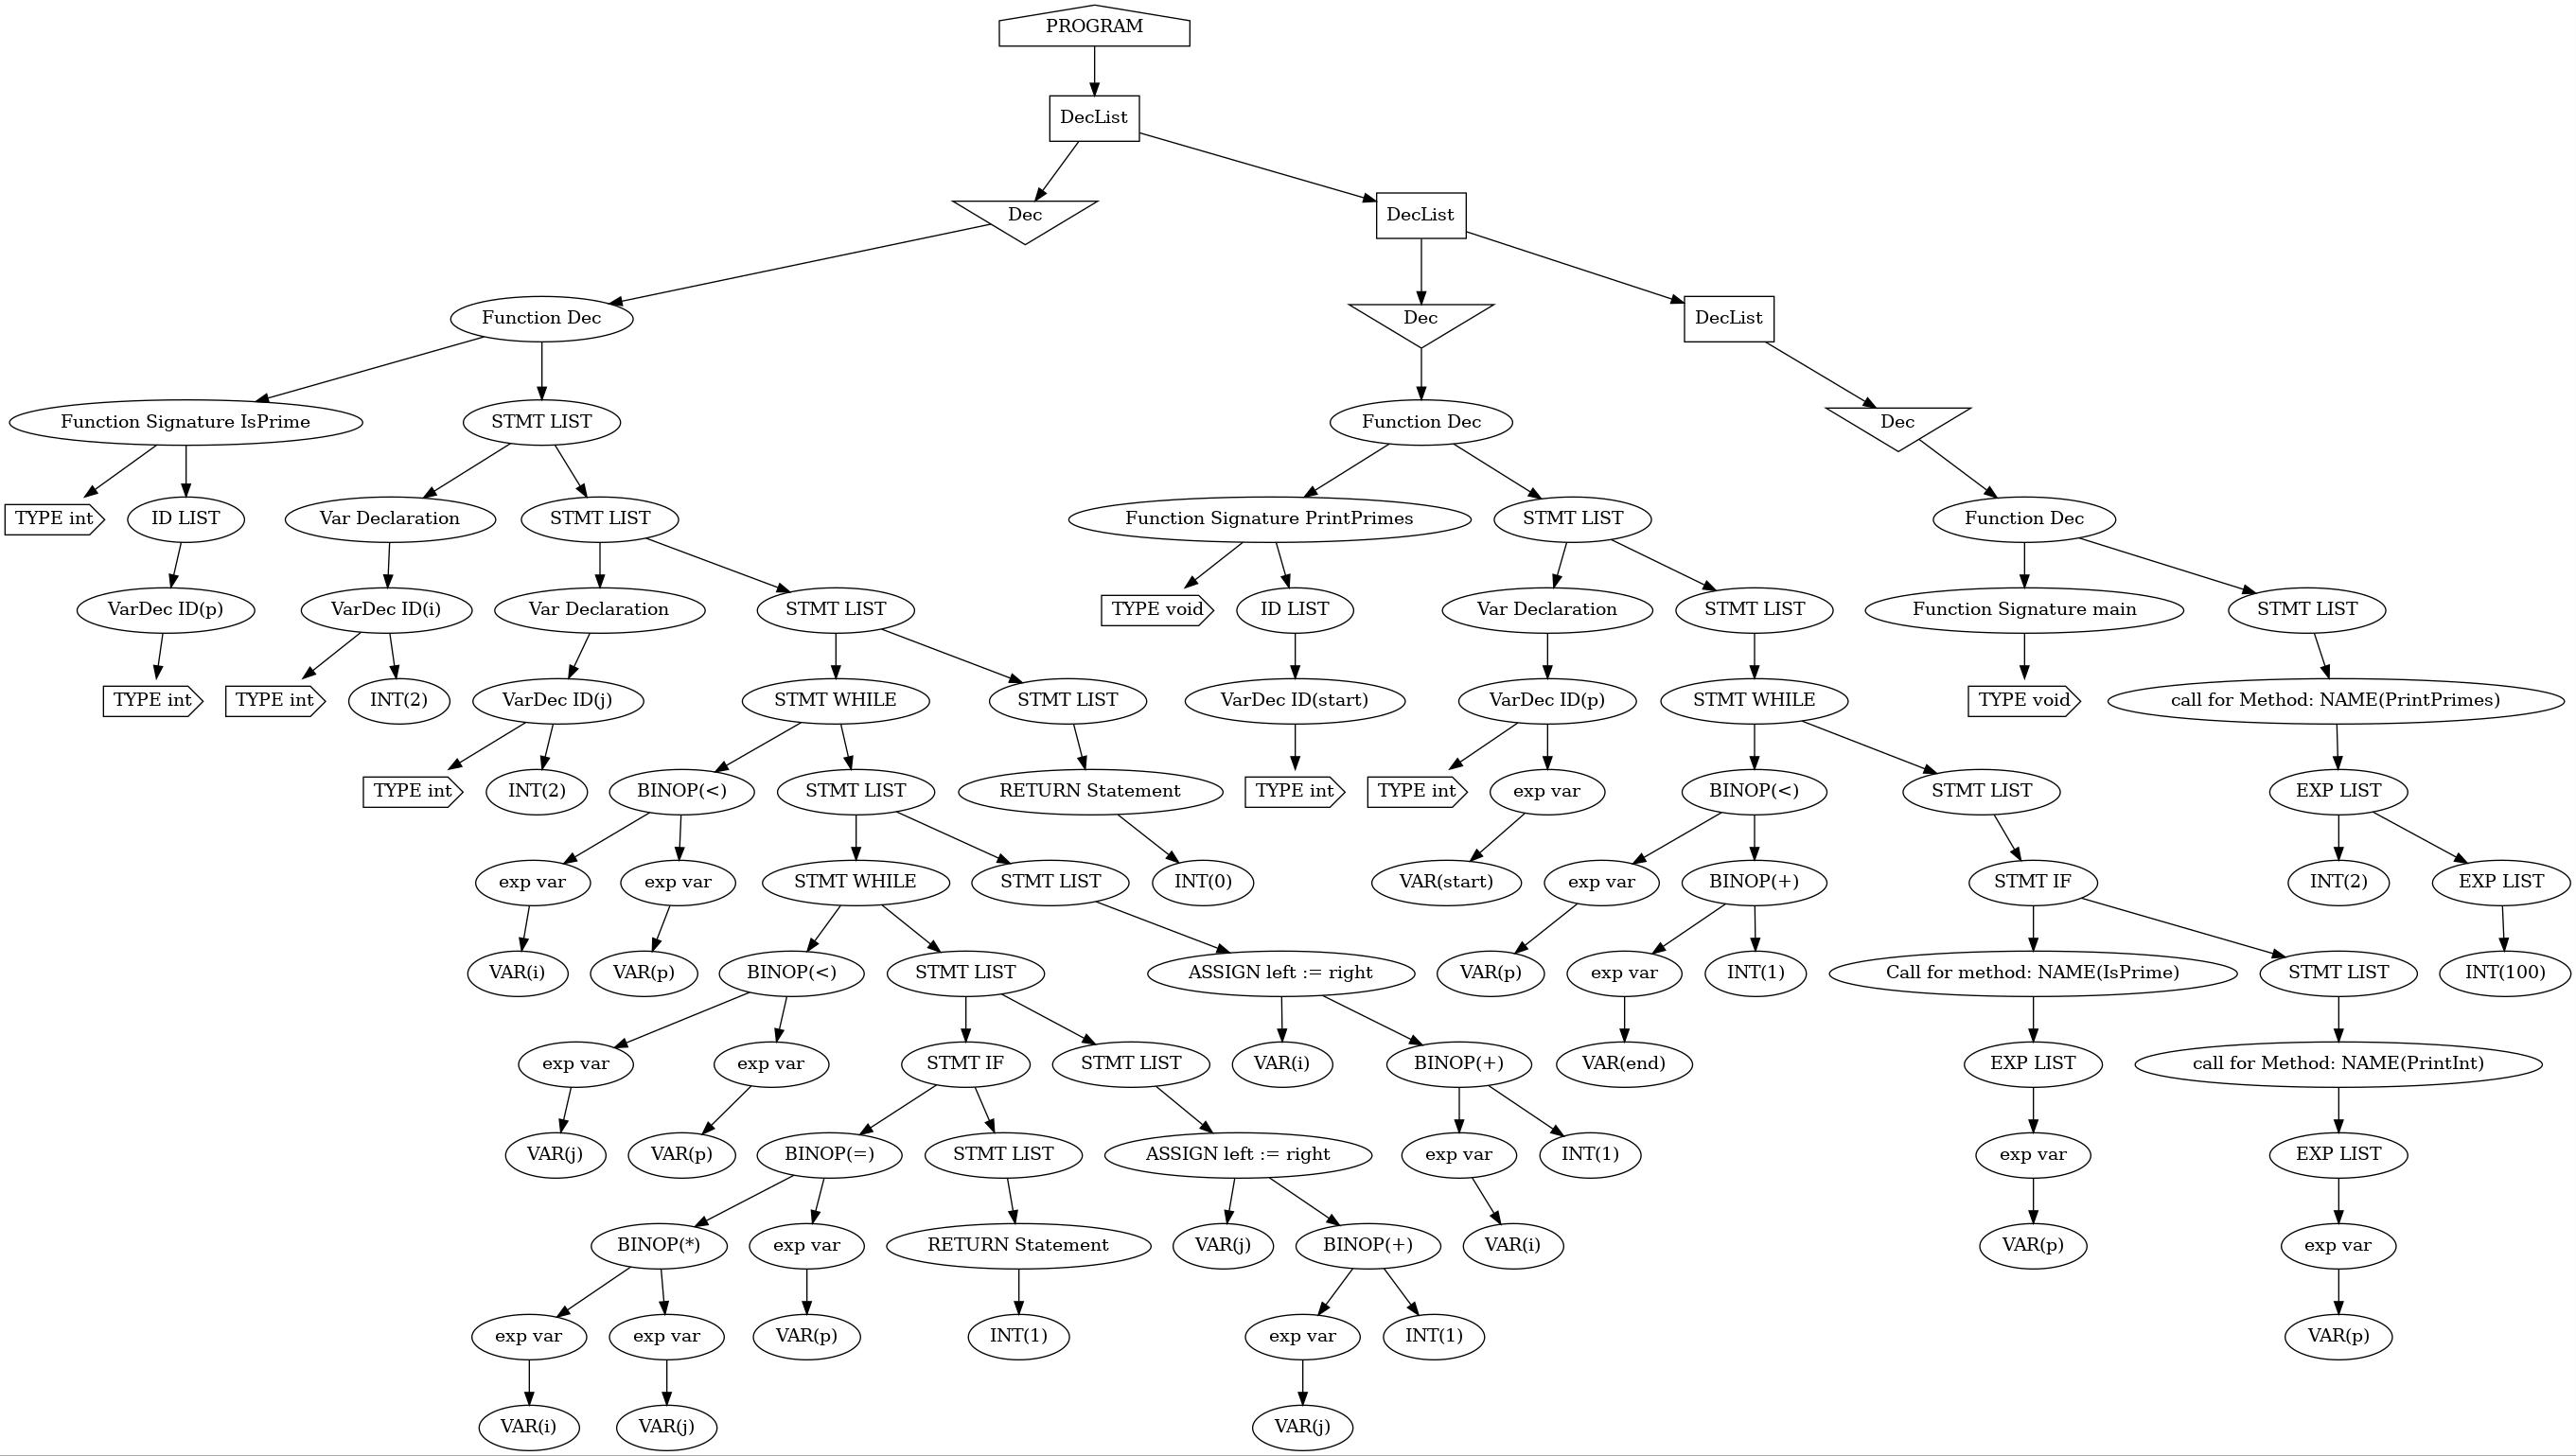 PROGRAM
DecList
Dec
DecList
Function Dec
Dec
DecList
Function Signature IsPrime
STMT LIST
Function Dec
Dec
TYPE int
ID LIST
Var Declaration
STMT LIST
Function Signature PrintPrimes
STMT LIST
Function Dec
VarDec ID(p)
VarDec ID(i)
Var Declaration
STMT LIST
TYPE void
ID LIST
Var Declaration
STMT LIST
Function Signature main
STMT LIST
TYPE int
TYPE int
INT(2)
VarDec ID(j)
STMT WHILE
STMT LIST
VarDec ID(start)
VarDec ID(p)
STMT WHILE
TYPE void
call for Method: NAME(PrintPrimes)
TYPE int
INT(2)
BINOP(<)
STMT LIST
RETURN Statement
TYPE int
TYPE int
exp var
BINOP(<)
STMT LIST
EXP LIST
exp var
exp var
STMT WHILE
STMT LIST
INT(0)
VAR(start)
exp var
BINOP(+)
STMT IF
INT(2)
EXP LIST
VAR(i)
VAR(p)
BINOP(<)
STMT LIST
ASSIGN left := right
VAR(p)
exp var
INT(1)
Call for method: NAME(IsPrime)
STMT LIST
INT(100)
exp var
exp var
STMT IF
STMT LIST
VAR(i)
BINOP(+)
VAR(end)
EXP LIST
call for Method: NAME(PrintInt)
VAR(j)
VAR(p)
BINOP(=)
STMT LIST
ASSIGN left := right
exp var
INT(1)
exp var
EXP LIST
BINOP(*)
exp var
RETURN Statement
VAR(j)
BINOP(+)
VAR(i)
VAR(p)
exp var
exp var
exp var
VAR(p)
INT(1)
exp var
INT(1)
VAR(p)
VAR(i)
VAR(j)
VAR(j)